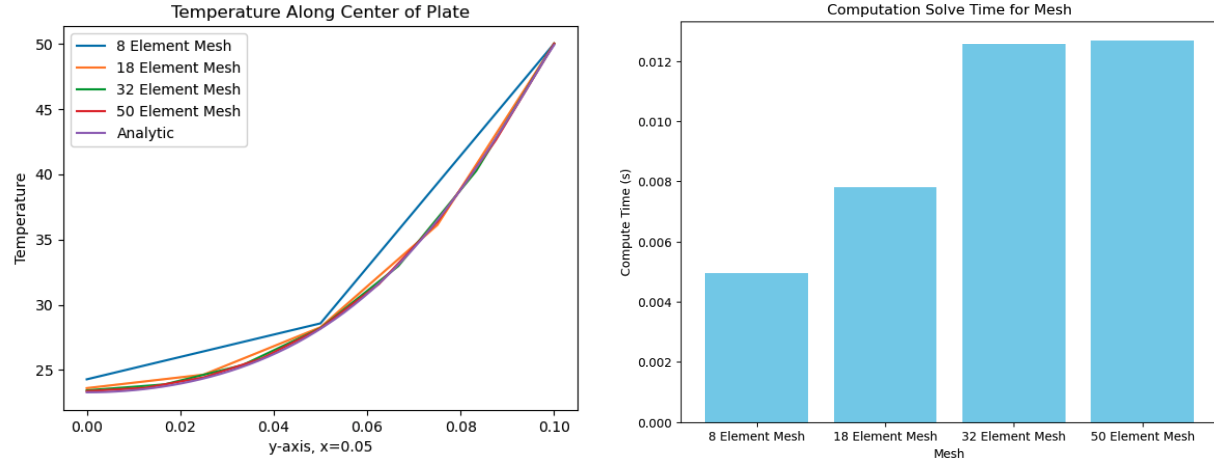 Temperature Along Center of Plate
50
45
40
35
30
25
Temperature
8 Element Mesh
18 Element Mesh
32 Element Mesh
50 Element Mesh
Analytic
0.00 0.02 0.04 0.06 0.08 0.10
y-axis, x=0.05
Computation Solve Time for Mesh
0.012
0.010
0.008
0.006
0.004
0.002
0.000
Compute Time (s)
8 Element Mesh 18 Element Mesh 32 Element Mesh 50 Element Mesh
Mesh